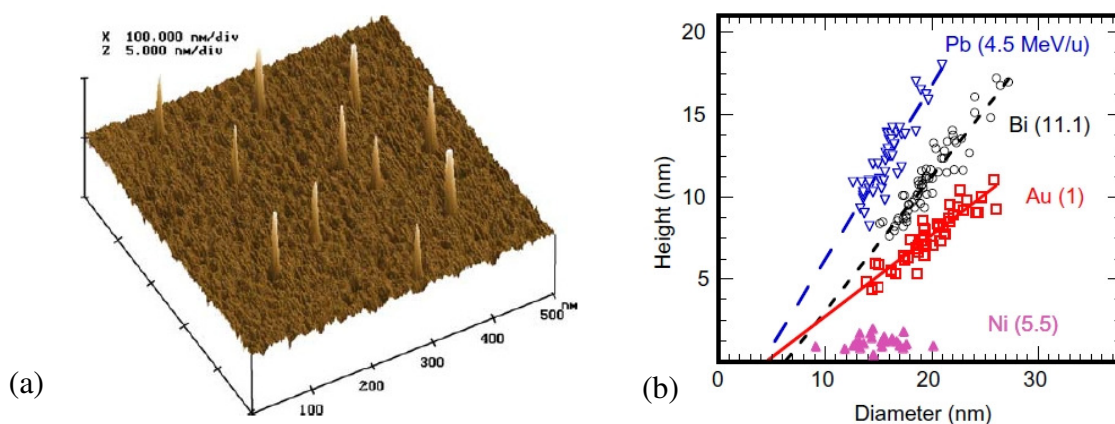 X 100.000 nm/div
Z 5.000 nm/div
nm
500
400
300
200
100
(a)
20
15
10
5
Height (nm)
Pb (4.5 MeV/u)
Bi (11.1)
Au (1)
Ni (5.5)
0 10 20 30
Diameter (nm)
(b)